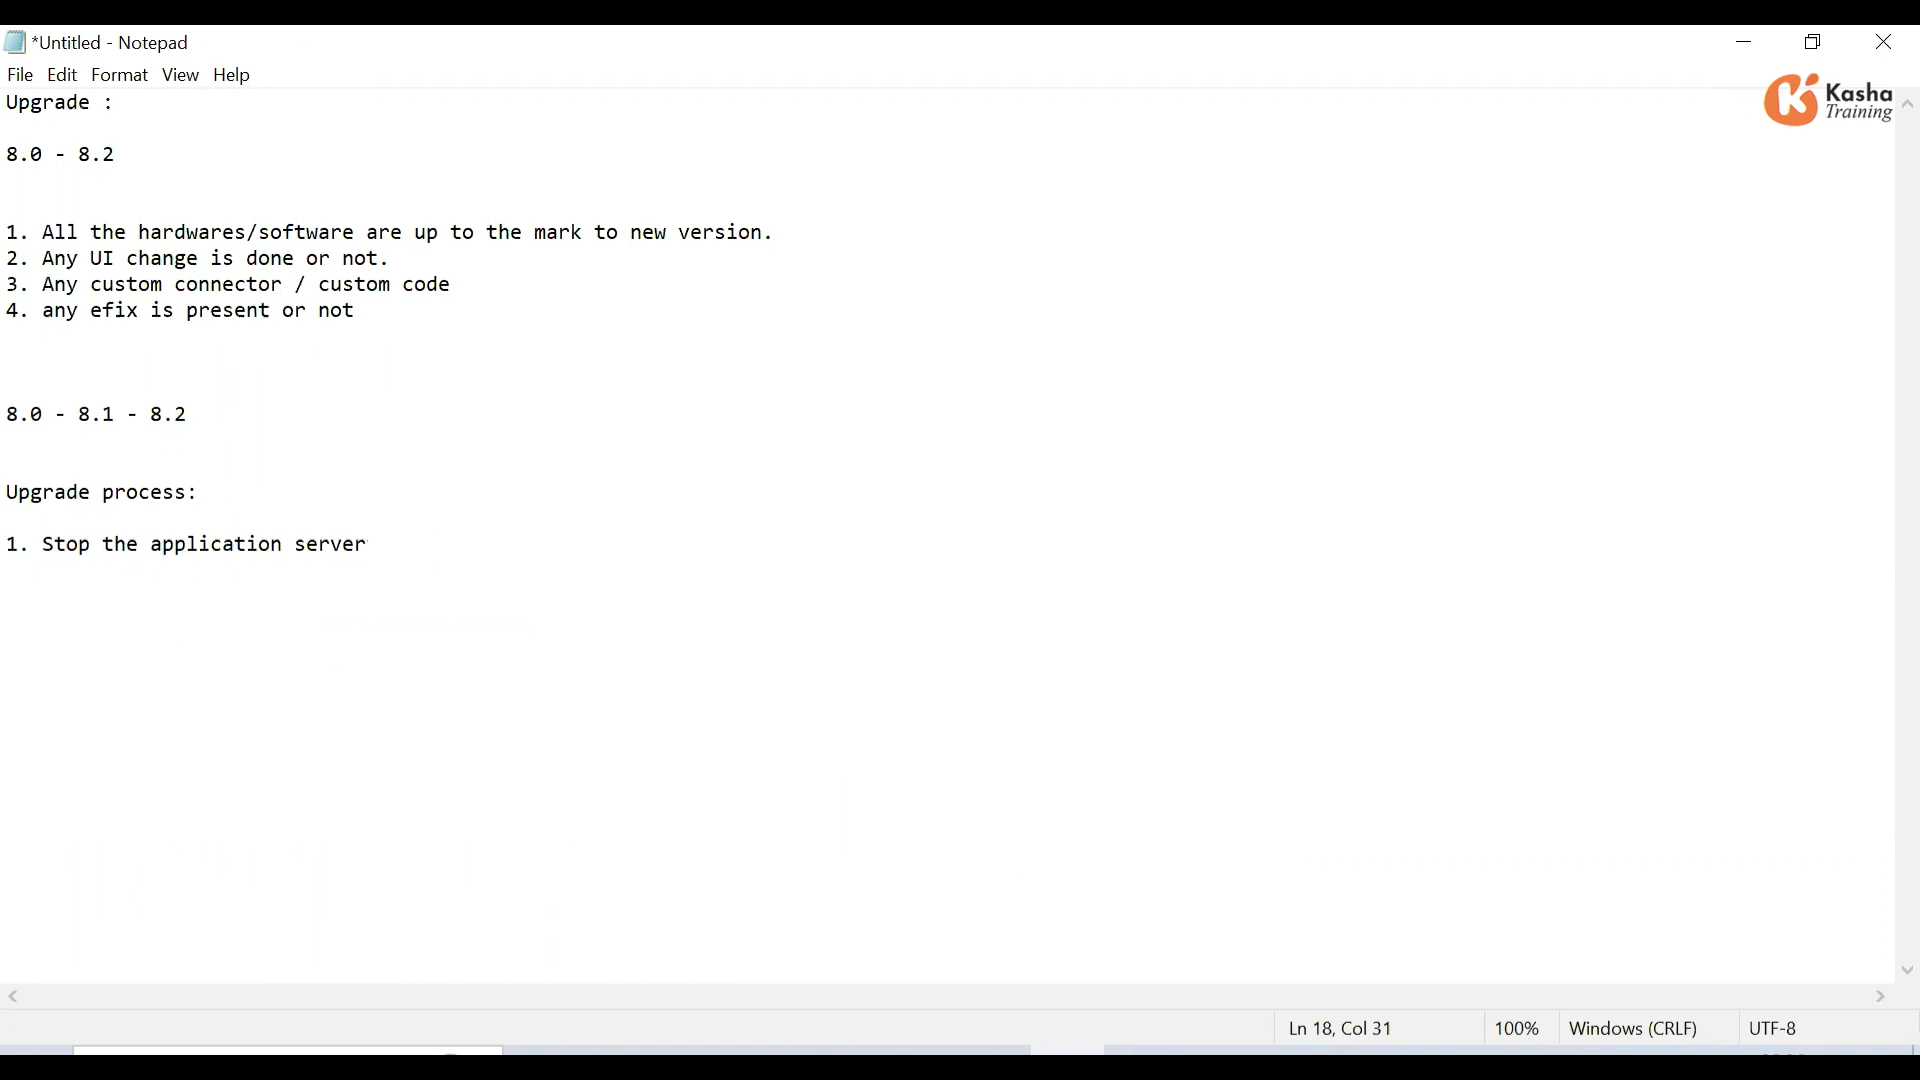 *Untitled - Notepad
File Edit Format View Help
Kasha
Training
Upgrade :
8.0 - 8.2
1. All the hardwares/software are up to the mark to new version.
2. Any UI change is done or not.
3. Any custom connector / custom code
4. any efix is present or not
8.0 - 8.1 - 8.2
Upgrade process:
1. Stop the application server
Ln 18, Col 31 100% Windows (CRLF) UTF-8